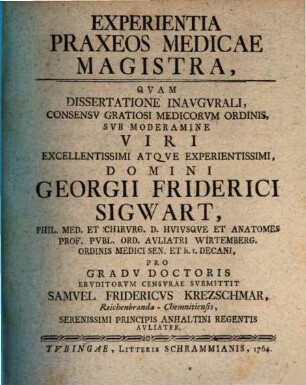 EXPERIENTIA
PRAXEOS MEDICAE
MAGISTRA,
QVAM
DISSERTATIONE INAVGVRALI,
CONSENSV GRATIOSI MEDICORVM ORDINIS,
SVB MODERAMINE
VIRI
EXCELLENTISSIMI ATQVE EXPERIENTISSIMI,
DOMINI
GEORGII FRIDERICI
SIGWART,
PHIL. MED. ET CHIRVRG. D. HVIVSQVE ET ANATOMES
PROF. PVBL. ORD. AVLIATRI WIRTEMBERG.
ORDINIS MEDICI SEN. ET h. t. DECANI,
PRO
GRADV DOCTORIS
ERVDITORVM CENSVRAE SVBMITTIT
SAMVEL FRIDERICVS KREZSCHMAR,
Reichenbranda-Chemnitiensis,
SERENISSIMI PRINCIPIS ANHALTINI REGENTIS
AVLIATER.
TVBINGAE, LITTERIS SCHRAMMIANIS, 1764.